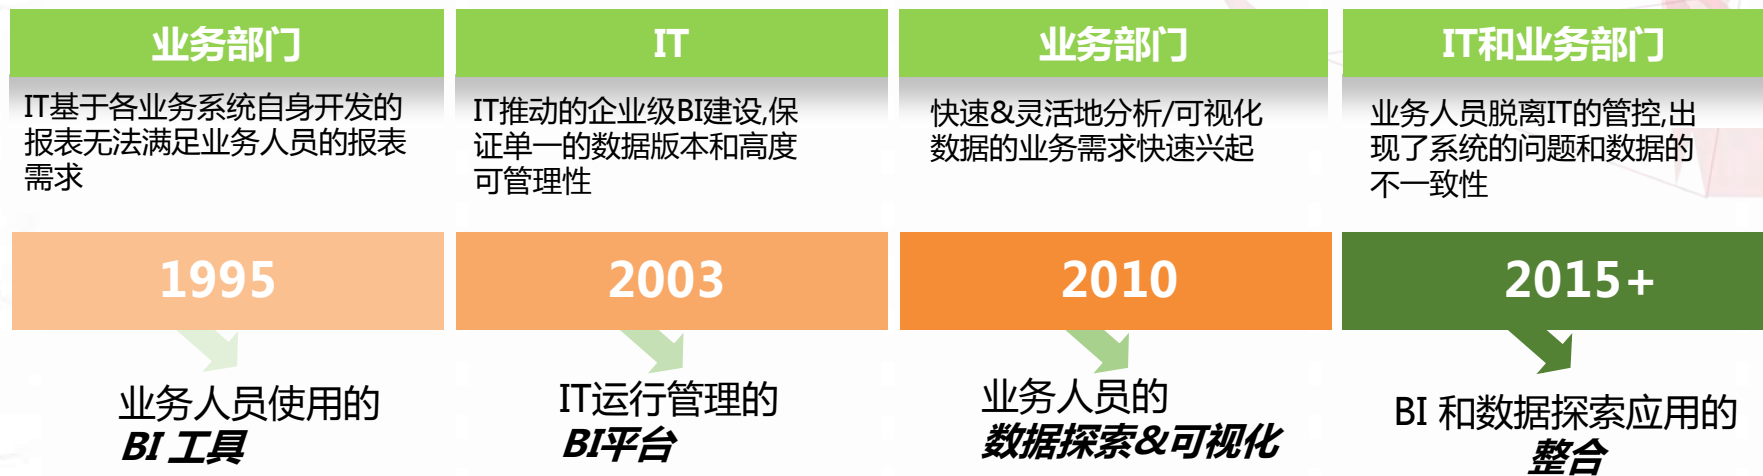 业务部门
IT基于各业务系统自身开发的
报表无法满足业务人员的报表
需求
1995
业务人员使用的
BI 工具
IT
IT推动的企业级BI建设,保
证单一的数据版本和高度
可管理性
2003
IT运行管理的
BI平台
业务部门
快速&灵活地分析/可视化
数据的业务需求快速兴起
2010
业务人员的
数据探索&可视化
IT和业务部门
业务人员脱离IT的管控,出
现了系统的问题和数据的
不一致性
2015+
BI 和数据探索应用的
整合